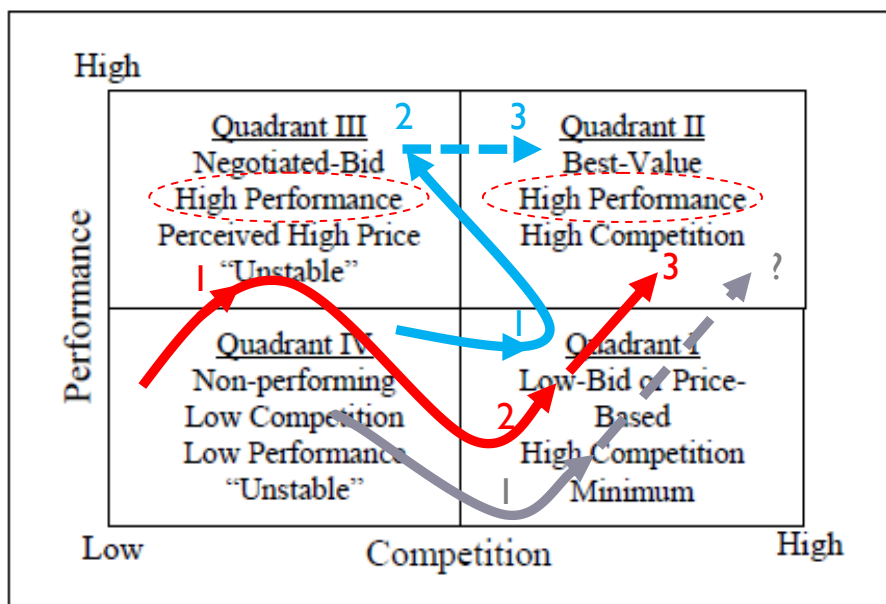 High
Quadrant III
Negotiated-Bid
High Performance
Perceived High Price
“Unstable”
2
3
Quadrant II
Best-Value
High Performance
High Competition
1
3
?
Quadrant IV
Non-performing
Low Competition
Low Performance
“Unstable”
1
Quadrant I
Low-Bid or Price-
Based
High Competition
Minimum
2
1
Performance
Low
Competition
High